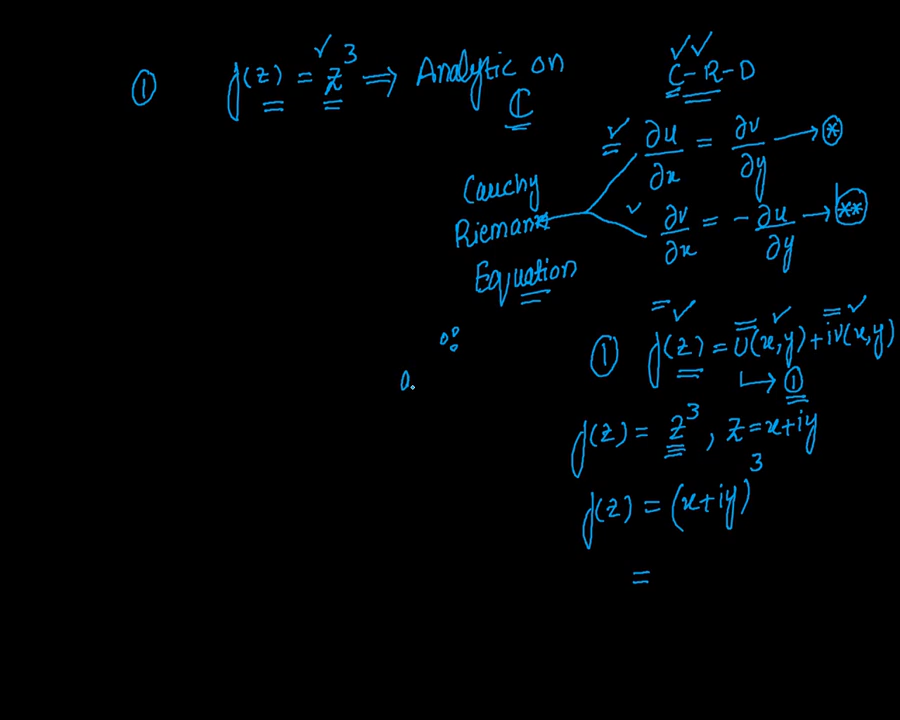 ① f(z) = z³ ⇒ Analytic on ℂ
C-R-D
Cauchy
Riemann
Equation
∂u/∂x = ∂v/∂y → ⊛
∂v/∂x = -∂u/∂y → (**)
① f(z) = U(x,y) + iv(x,y)
↳ ①
f(z) = z³, z = x+iy
f(z) = (x+iy)³
=